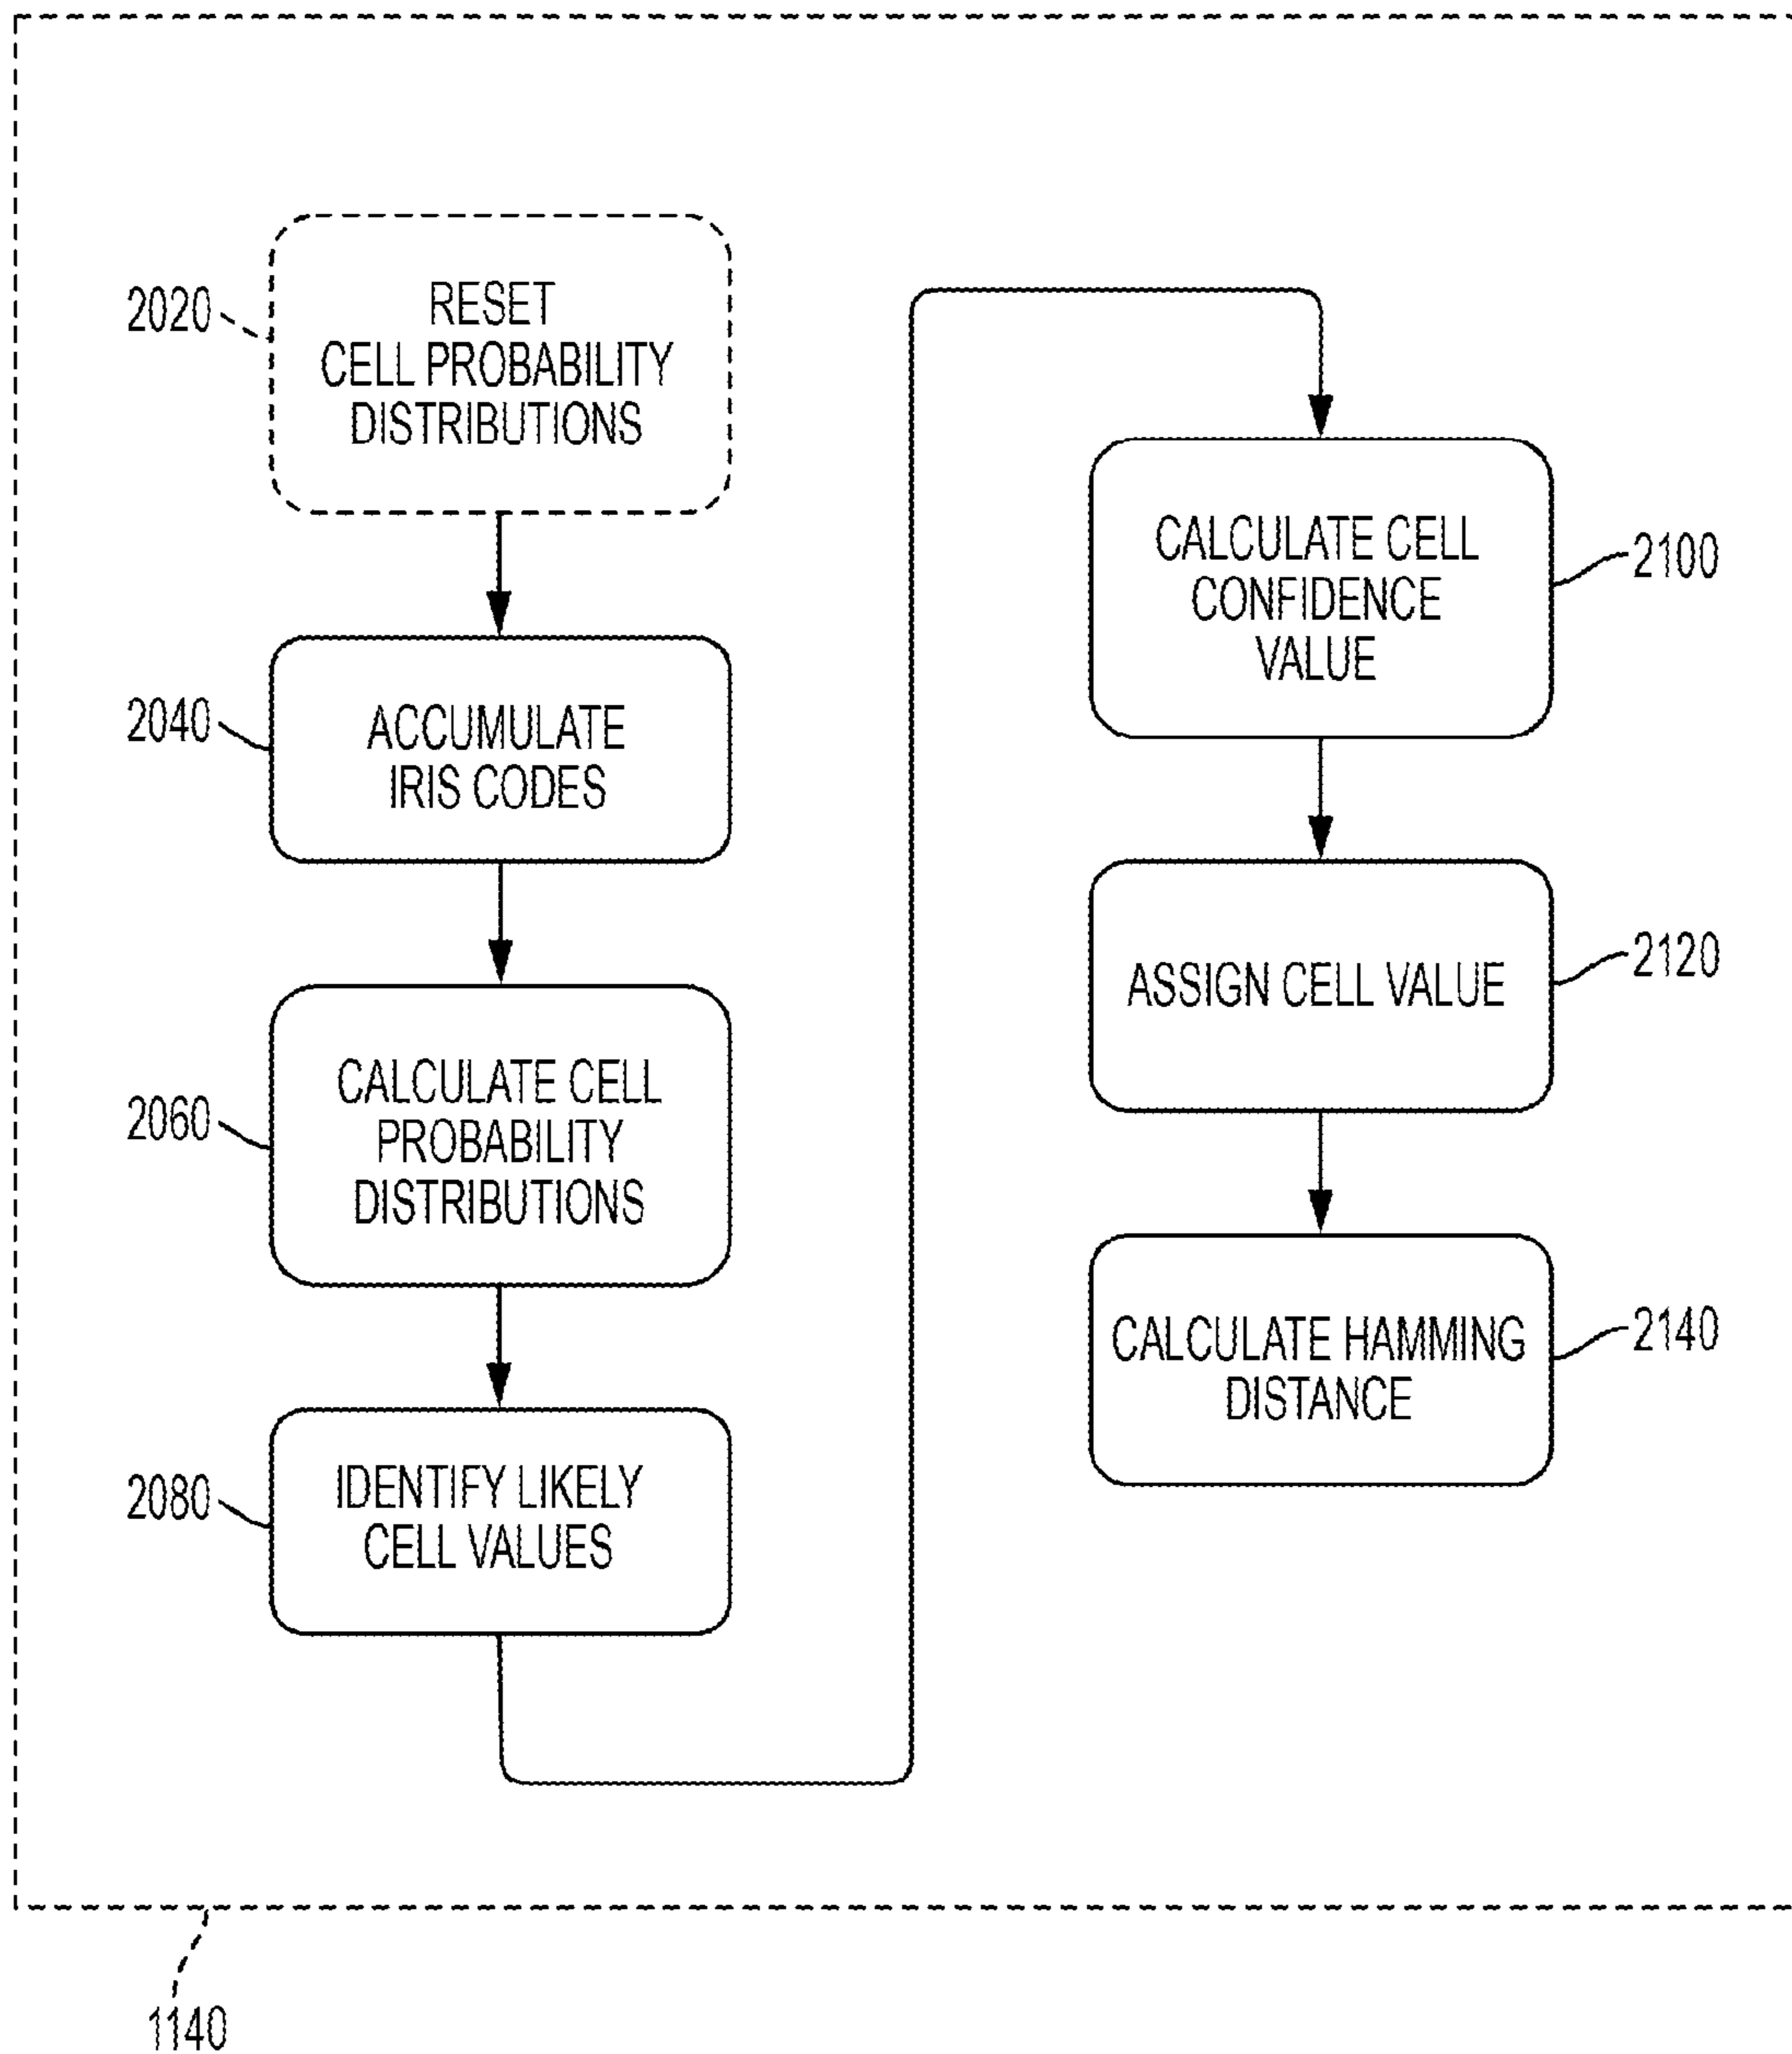 2020
RESET
CELL PROBABILITY
DISTRIBUTIONS
2040
ACCUMULATE
IRIS CODES
2060
CALCULATE CELL
PROBABILITY
DISTRIBUTIONS
2080
IDENTIFY LIKELY
CELL VALUES
CALCULATE CELL
CONFIDENCE
VALUE
2100
ASSIGN CELL VALUE
2120
CALCULATE HAMMING
DISTANCE
2140
1140